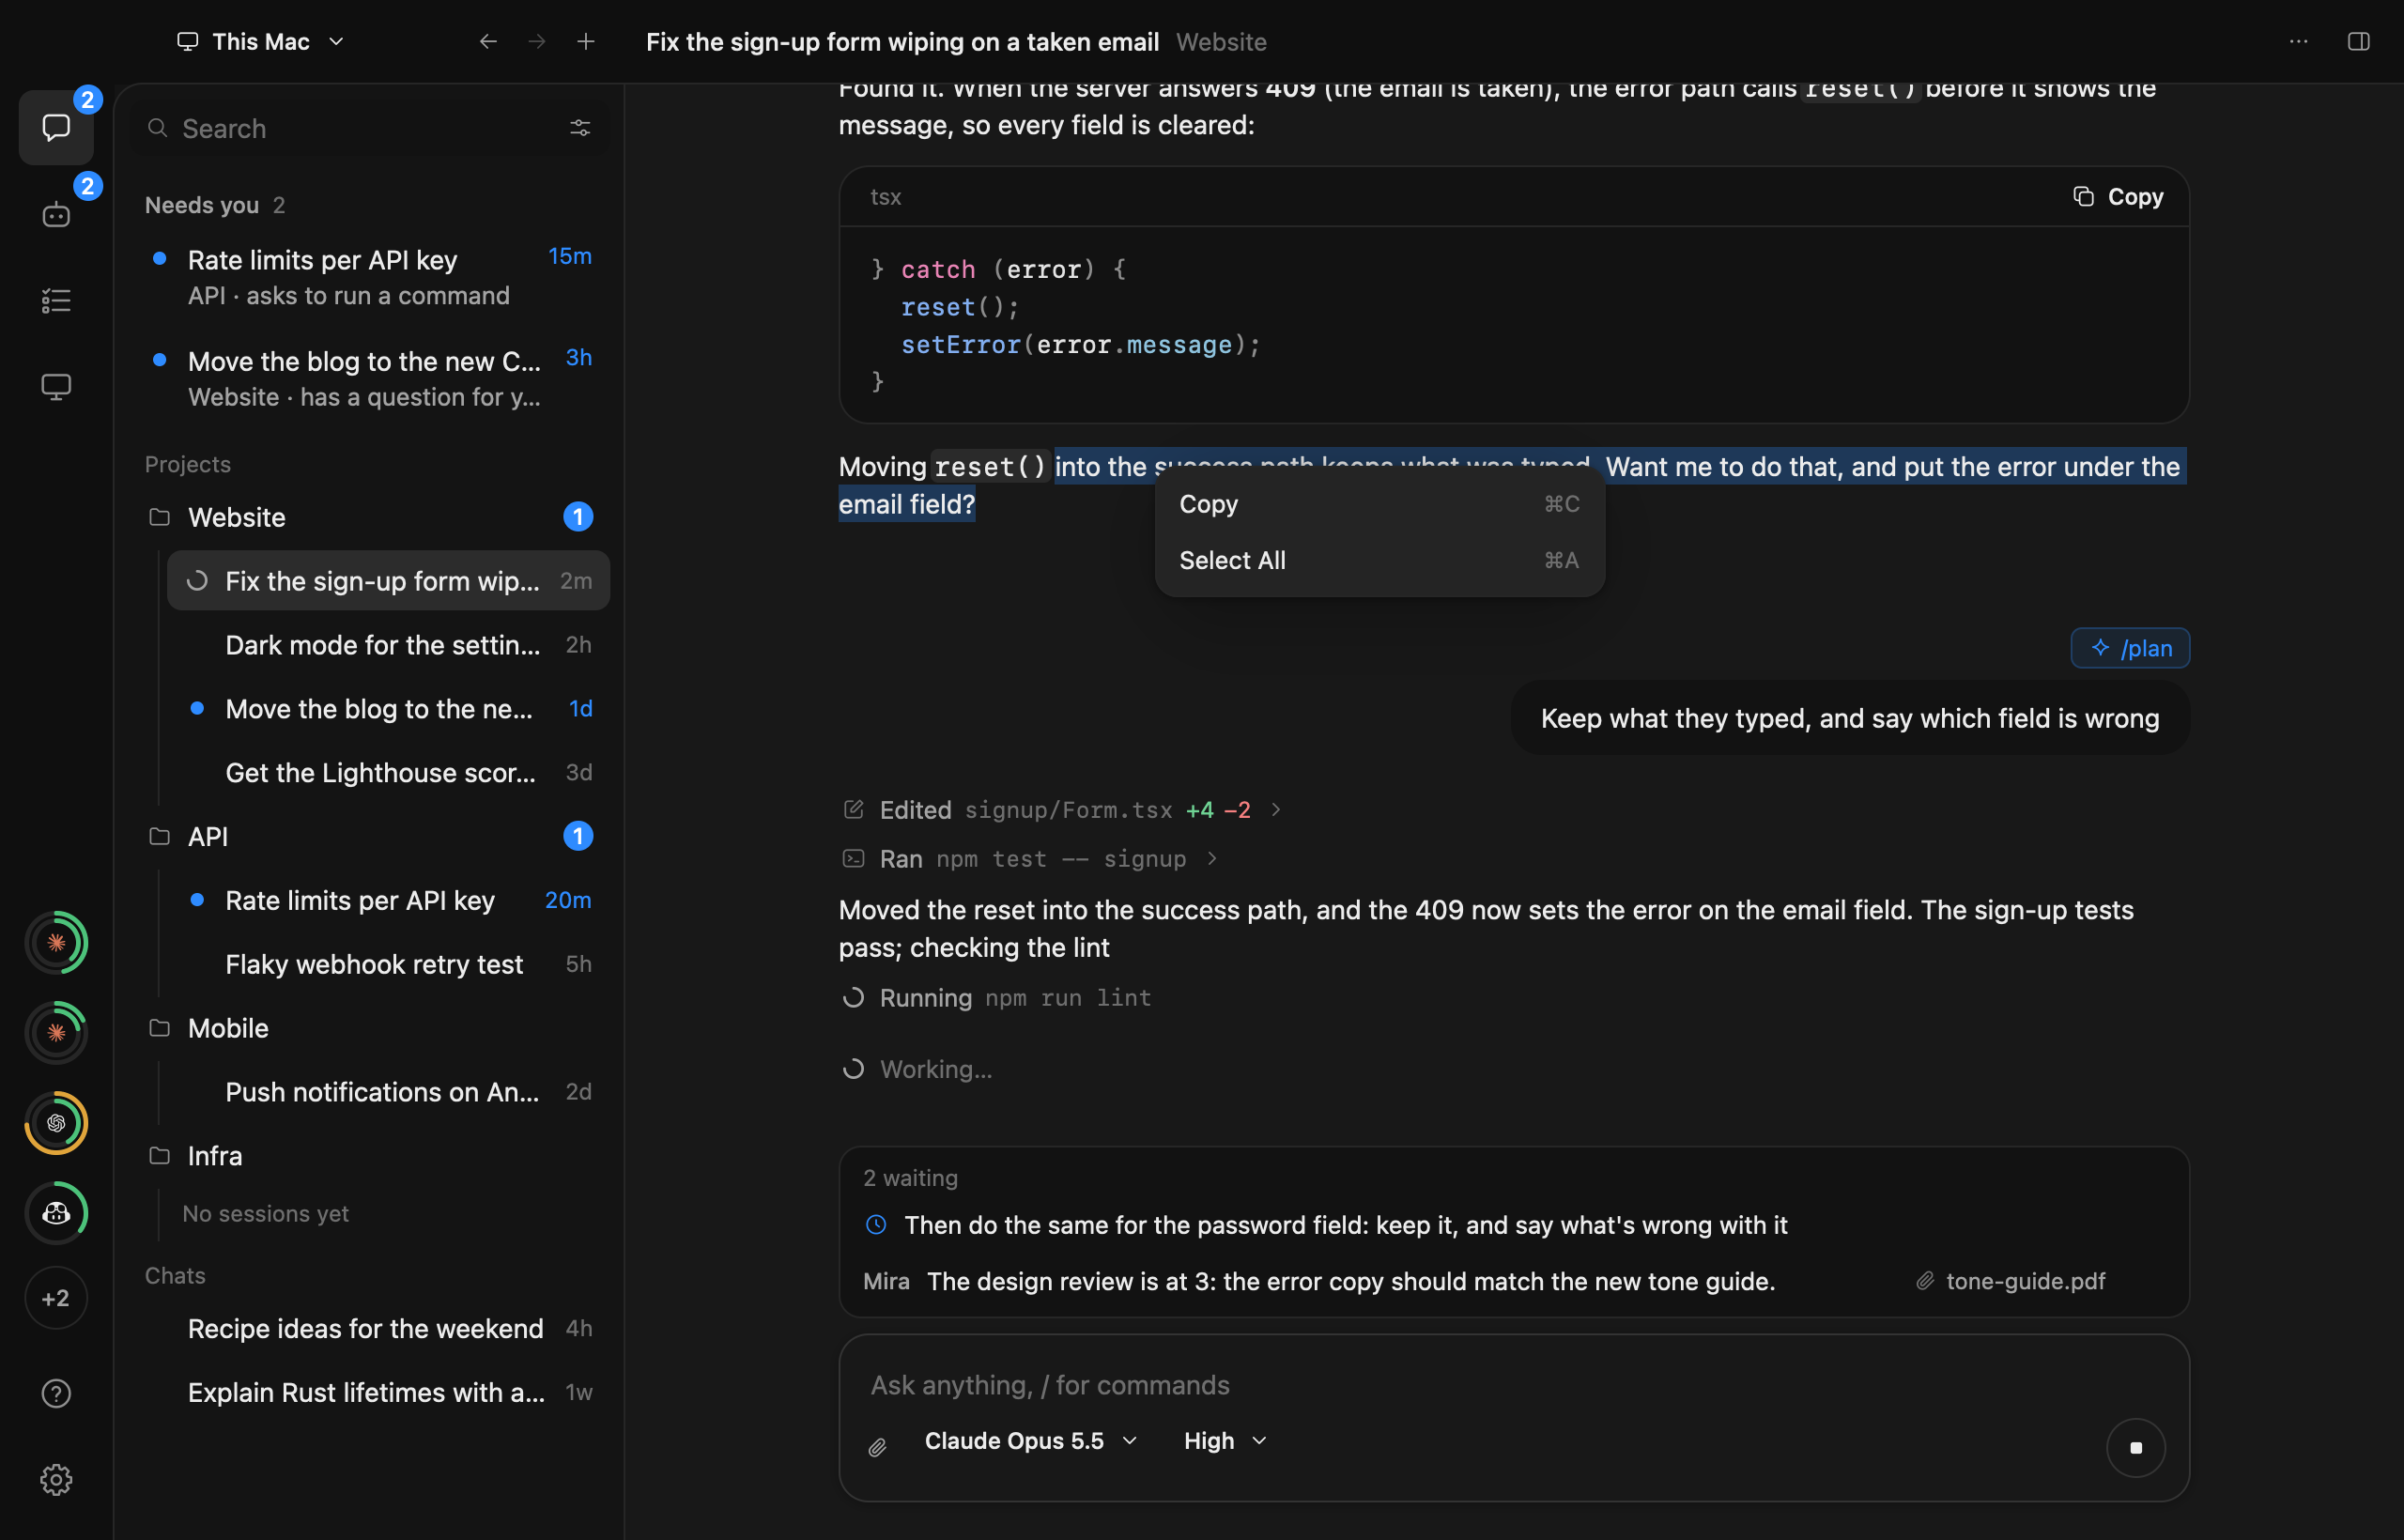 This Mac
Fix the sign-up form wiping on a taken email Website
2
2
Search
Needs you 2
Rate limits per API key 15m
API · asks to run a command
Move the blog to the new C... 3h
Website · has a question for y...
Projects
Website 1
Fix the sign-up form wip... 2m
Dark mode for the settin... 2h
Move the blog to the ne... 1d
Get the Lighthouse scor... 3d
API 1
Rate limits per API key 20m
Flaky webhook retry test 5h
Mobile
Push notifications on An... 2d
Infra
No sessions yet
Chats
Recipe ideas for the weekend 4h
Explain Rust lifetimes with a... 1w
+2
Found it. When the server answers 409 (the email is taken), the error path calls reset() before it shows the
message, so every field is cleared:
tsx
Copy
} catch (error) {
reset();
setError(error.message);
}
Moving reset() into the success path keeps what was typed. Want me to do that, and put the error under the
email field?
Copy ⌘C
Select All ⌘A
/plan
Keep what they typed, and say which field is wrong
Edited signup/Form.tsx +4 −2
Ran npm test -- signup
Moved the reset into the success path, and the 409 now sets the error on the email field. The sign-up tests
pass; checking the lint
Running npm run lint
Working...
2 waiting
Then do the same for the password field: keep it, and say what's wrong with it
Mira The design review is at 3: the error copy should match the new tone guide. tone-guide.pdf
Ask anything, / for commands
Claude Opus 5.5 High